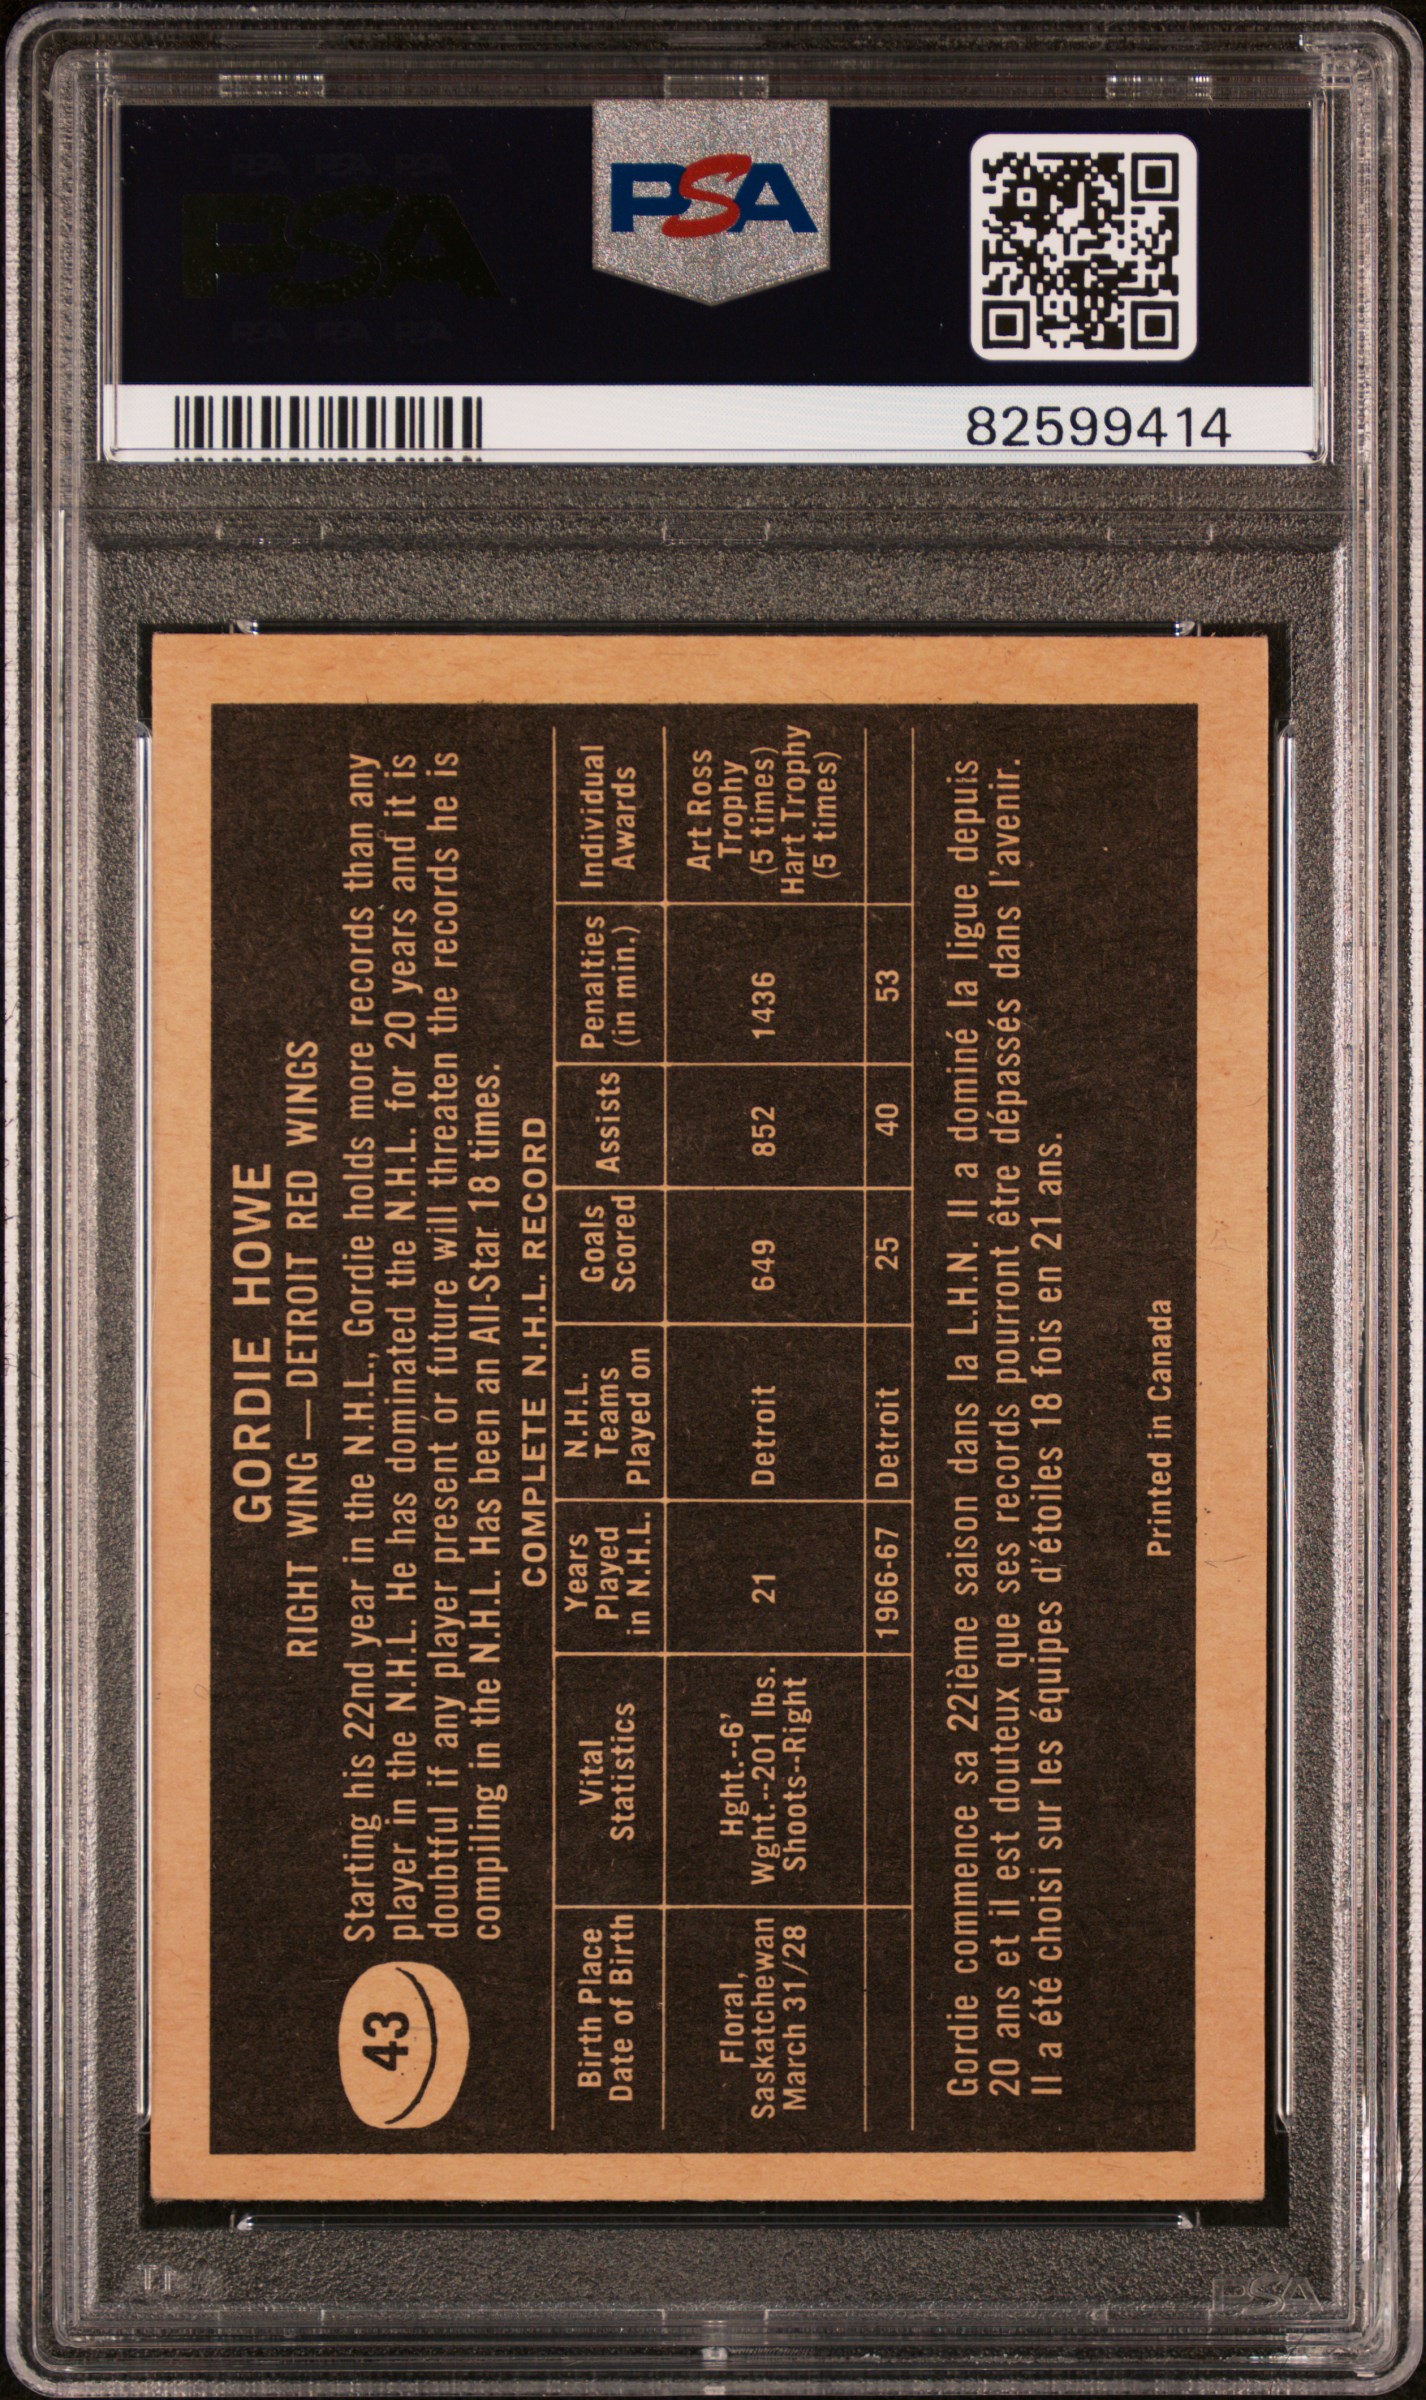 PSA PSA PSA
PSA
PSA PSA PSA
PSA
82599414
GORDIE HOWE
RIGHT WING—DETROIT RED WINGS
43
Starting his 22nd year in the N.H.L., Gordie holds more records than any
player in the N.H.L. He has dominated the N.H.L. for 20 years and it is
doubtful if any player present or future will threaten the records he is
compiling in the N.H.L. Has been an All-Star 18 times.
COMPLETE N.H.L. RECORD
Birth Place
Date of Birth
Vital
Statistics
Years
Played
in N.H.L.
N.H.L.
Teams
Played on
Goals
Scored
Assists
Penalties
(in min.)
Individual
Awards
Floral,
Saskatchewan
March 31/28
Hght.--6'
Wght.--201 lbs.
Shoots--Right
21
Detroit
649
852
1436
Art Ross
Trophy
(5 times)
Hart Trophy
(5 times)
1966-67
Detroit
25
40
53
Gordie commence sa 22ième saison dans la L.H.N. Il a dominé la ligue depuis
20 ans et il est douteux que ses records pourront être dépassés dans l'avenir.
Il a été choisi sur les équipes d'étoiles 18 fois en 21 ans.
Printed in Canada
PSA